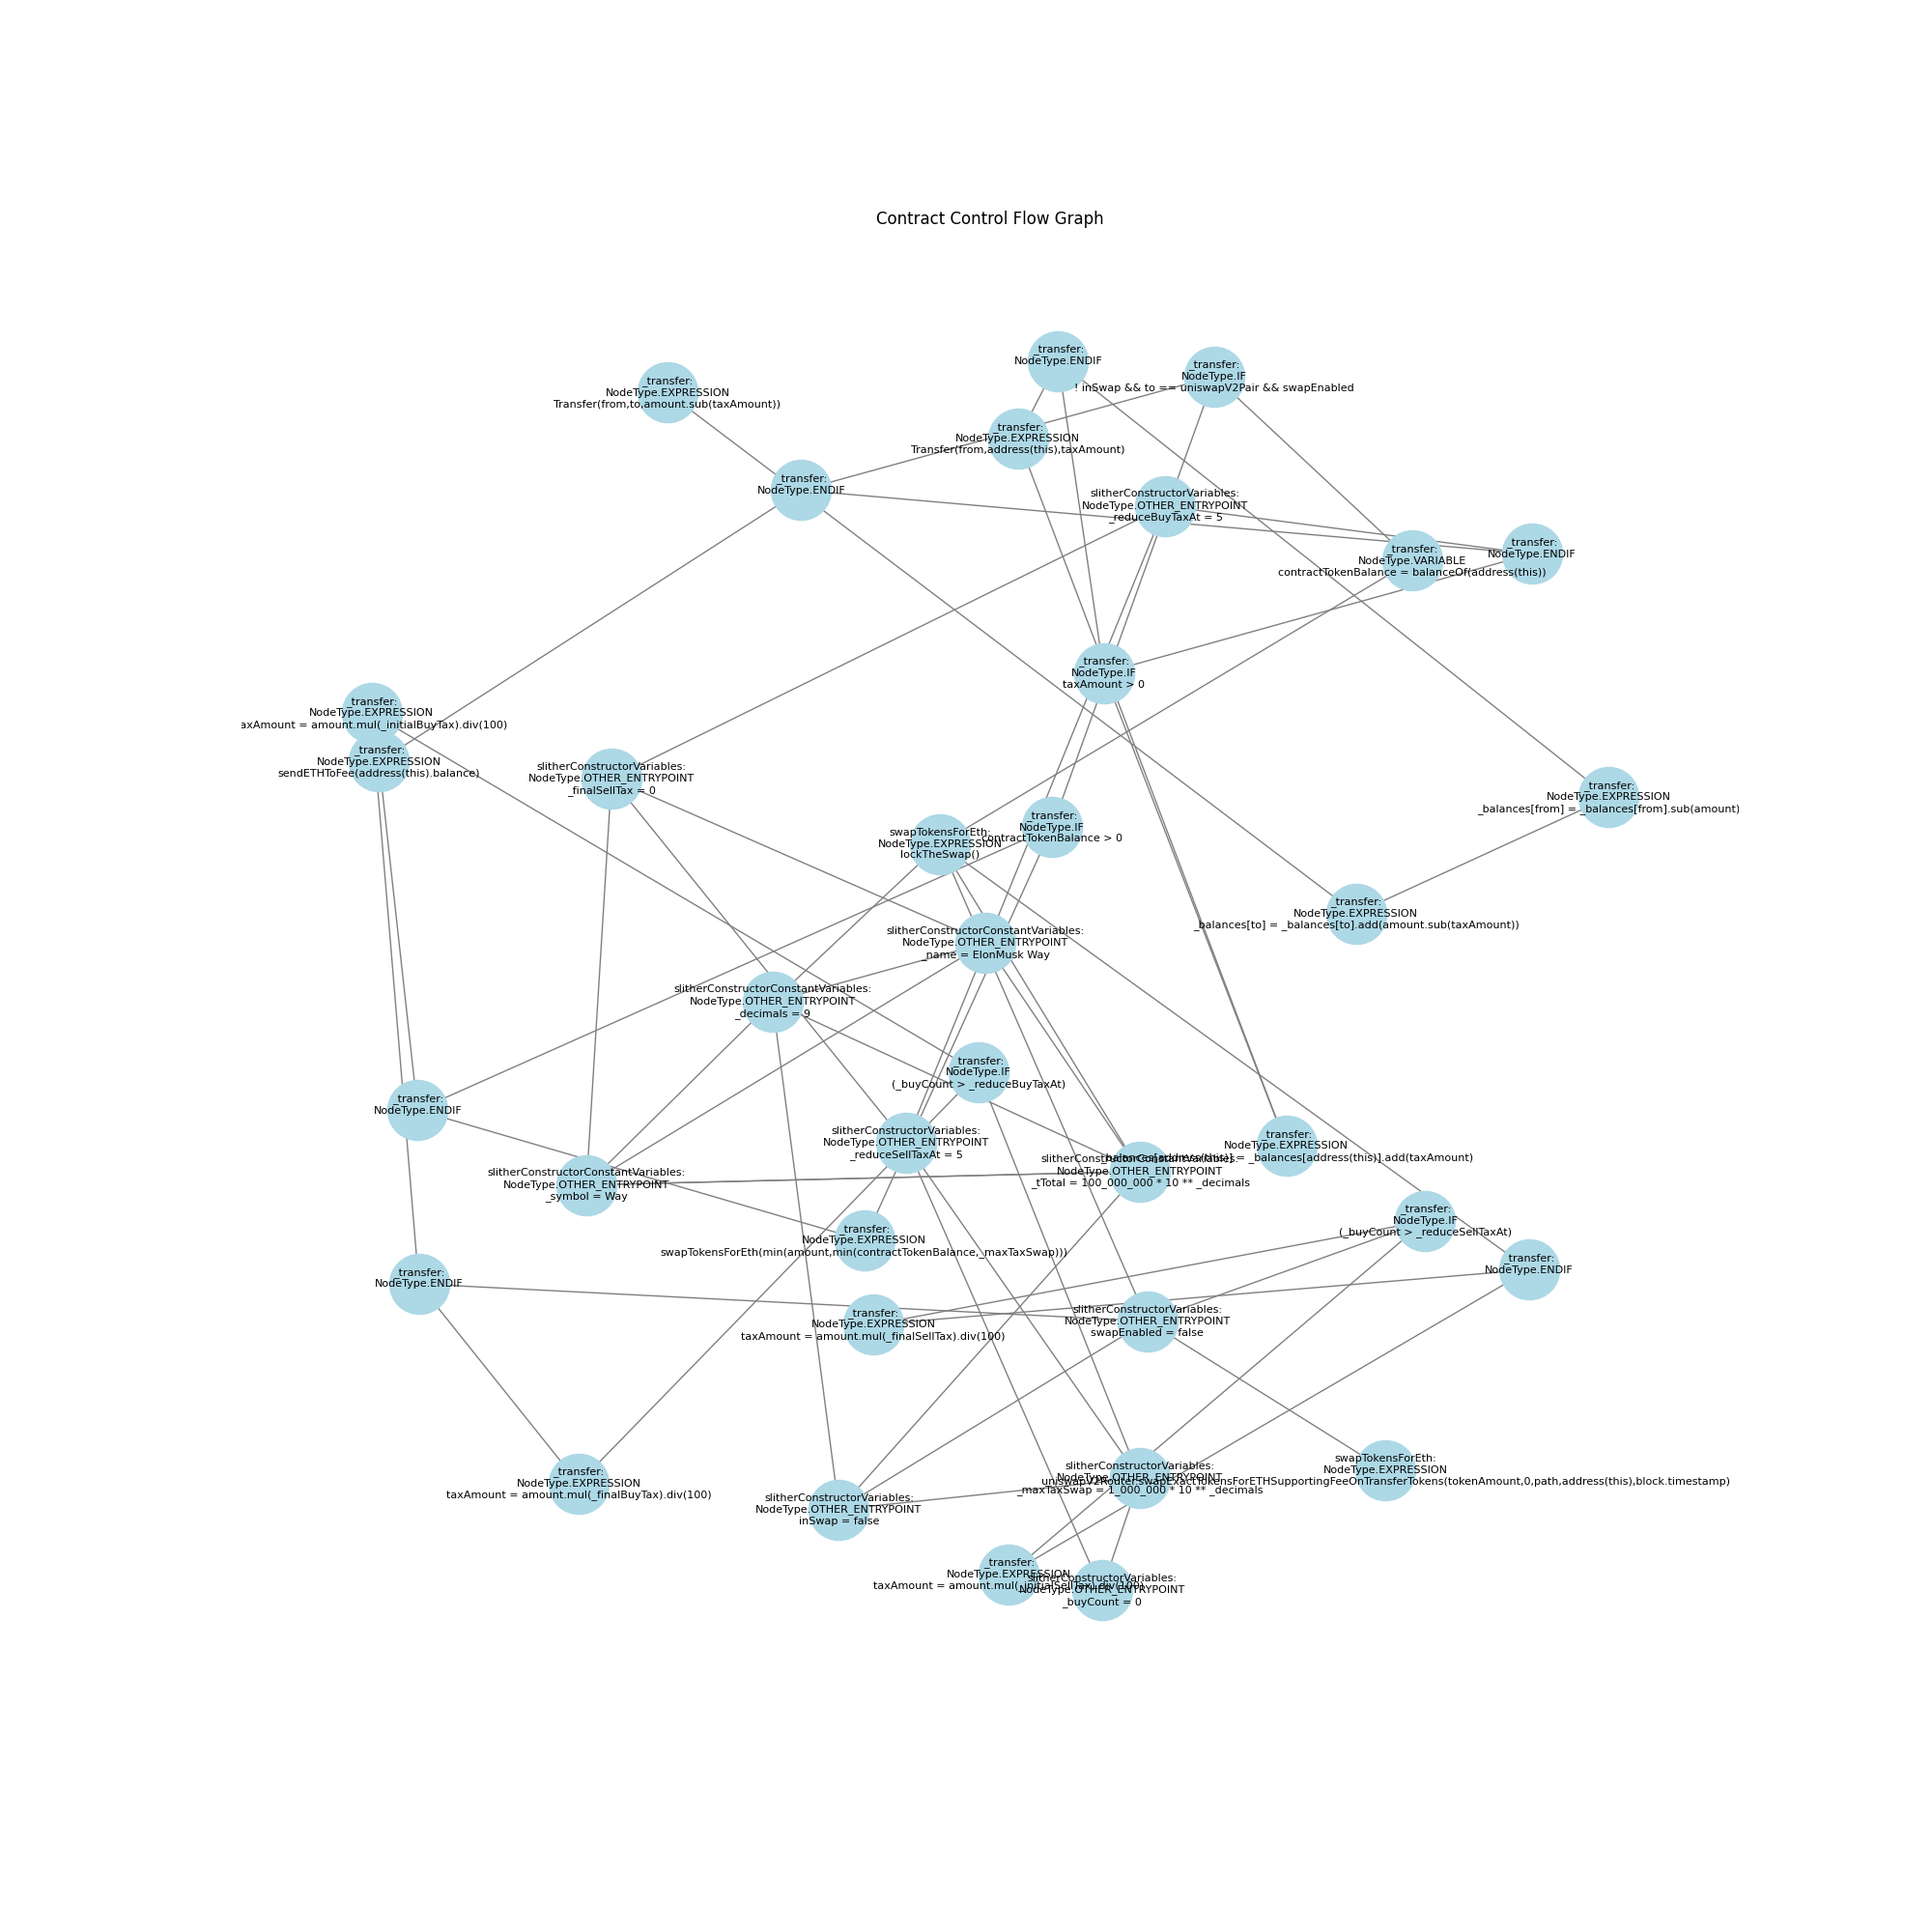 Contract Control Flow Graph
_transfer:
NodeType.ENDIF
_transfer:
NodeType.IF
! inSwap && to == uniswapV2Pair && swapEnabled
_transfer:
NodeType.EXPRESSION
Transfer(from,to,amount.sub(taxAmount))
_transfer:
NodeType.EXPRESSION
Transfer(from,address(this),taxAmount)
_transfer:
NodeType.ENDIF
slitherConstructorVariables:
NodeType.OTHER_ENTRYPOINT
_reduceBuyTaxAt = 5
_transfer:
NodeType.VARIABLE
contractTokenBalance = balanceOf(address(this))
_transfer:
NodeType.ENDIF
_transfer:
NodeType.IF
taxAmount > 0
_transfer:
NodeType.EXPRESSION
axAmount = amount.mul(_initialBuyTax).div(100)
_transfer:
NodeType.EXPRESSION
sendETHToFee(address(this).balance)
slitherConstructorVariables:
NodeType.OTHER_ENTRYPOINT
_finalSellTax = 0
_transfer:
NodeType.EXPRESSION
_balances[from] = _balances[from].sub(amount)
swapTokensForEth:
NodeType.EXPRESSION
lockTheSwap()
_transfer:
NodeType.IF
contractTokenBalance > 0
_transfer:
NodeType.EXPRESSION
_balances[to] = _balances[to].add(amount.sub(taxAmount))
slitherConstructorConstantVariables:
NodeType.OTHER_ENTRYPOINT
_name = ElonMusk Way
slitherConstructorConstantVariables:
NodeType.OTHER_ENTRYPOINT
_decimals = 9
_transfer:
NodeType.IF
(_buyCount > _reduceBuyTaxAt)
_transfer:
NodeType.ENDIF
slitherConstructorVariables:
NodeType.OTHER_ENTRYPOINT
_reduceSellTaxAt = 5
_transfer:
NodeType.EXPRESSION
_balances[address(this)] = _balances[address(this)].add(taxAmount)
slitherConstructorConstantVariables:
NodeType.OTHER_ENTRYPOINT
_tTotal = 100_000_000 * 10 ** _decimals
slitherConstructorConstantVariables:
NodeType.OTHER_ENTRYPOINT
_symbol = Way
_transfer:
NodeType.IF
(_buyCount > _reduceSellTaxAt)
_transfer:
NodeType.EXPRESSION
swapTokensForEth(min(amount,min(contractTokenBalance,_maxTaxSwap)))
_transfer:
NodeType.ENDIF
_transfer:
NodeType.ENDIF
_transfer:
NodeType.EXPRESSION
taxAmount = amount.mul(_finalSellTax).div(100)
slitherConstructorVariables:
NodeType.OTHER_ENTRYPOINT
swapEnabled = false
swapTokensForEth:
NodeType.EXPRESSION
uniswapV2Router.swapExactTokensForETHSupportingFeeOnTransferTokens(tokenAmount,0,path,address(this),block.timestamp)
slitherConstructorVariables:
NodeType.OTHER_ENTRYPOINT
_maxTaxSwap = 1_000_000 * 10 ** _decimals
_transfer:
NodeType.EXPRESSION
taxAmount = amount.mul(_finalBuyTax).div(100)
slitherConstructorVariables:
NodeType.OTHER_ENTRYPOINT
inSwap = false
_transfer:
NodeType.EXPRESSION
taxAmount = amount.mul(_initialSellTax).div(100)
slitherConstructorVariables:
NodeType.OTHER_ENTRYPOINT
_buyCount = 0